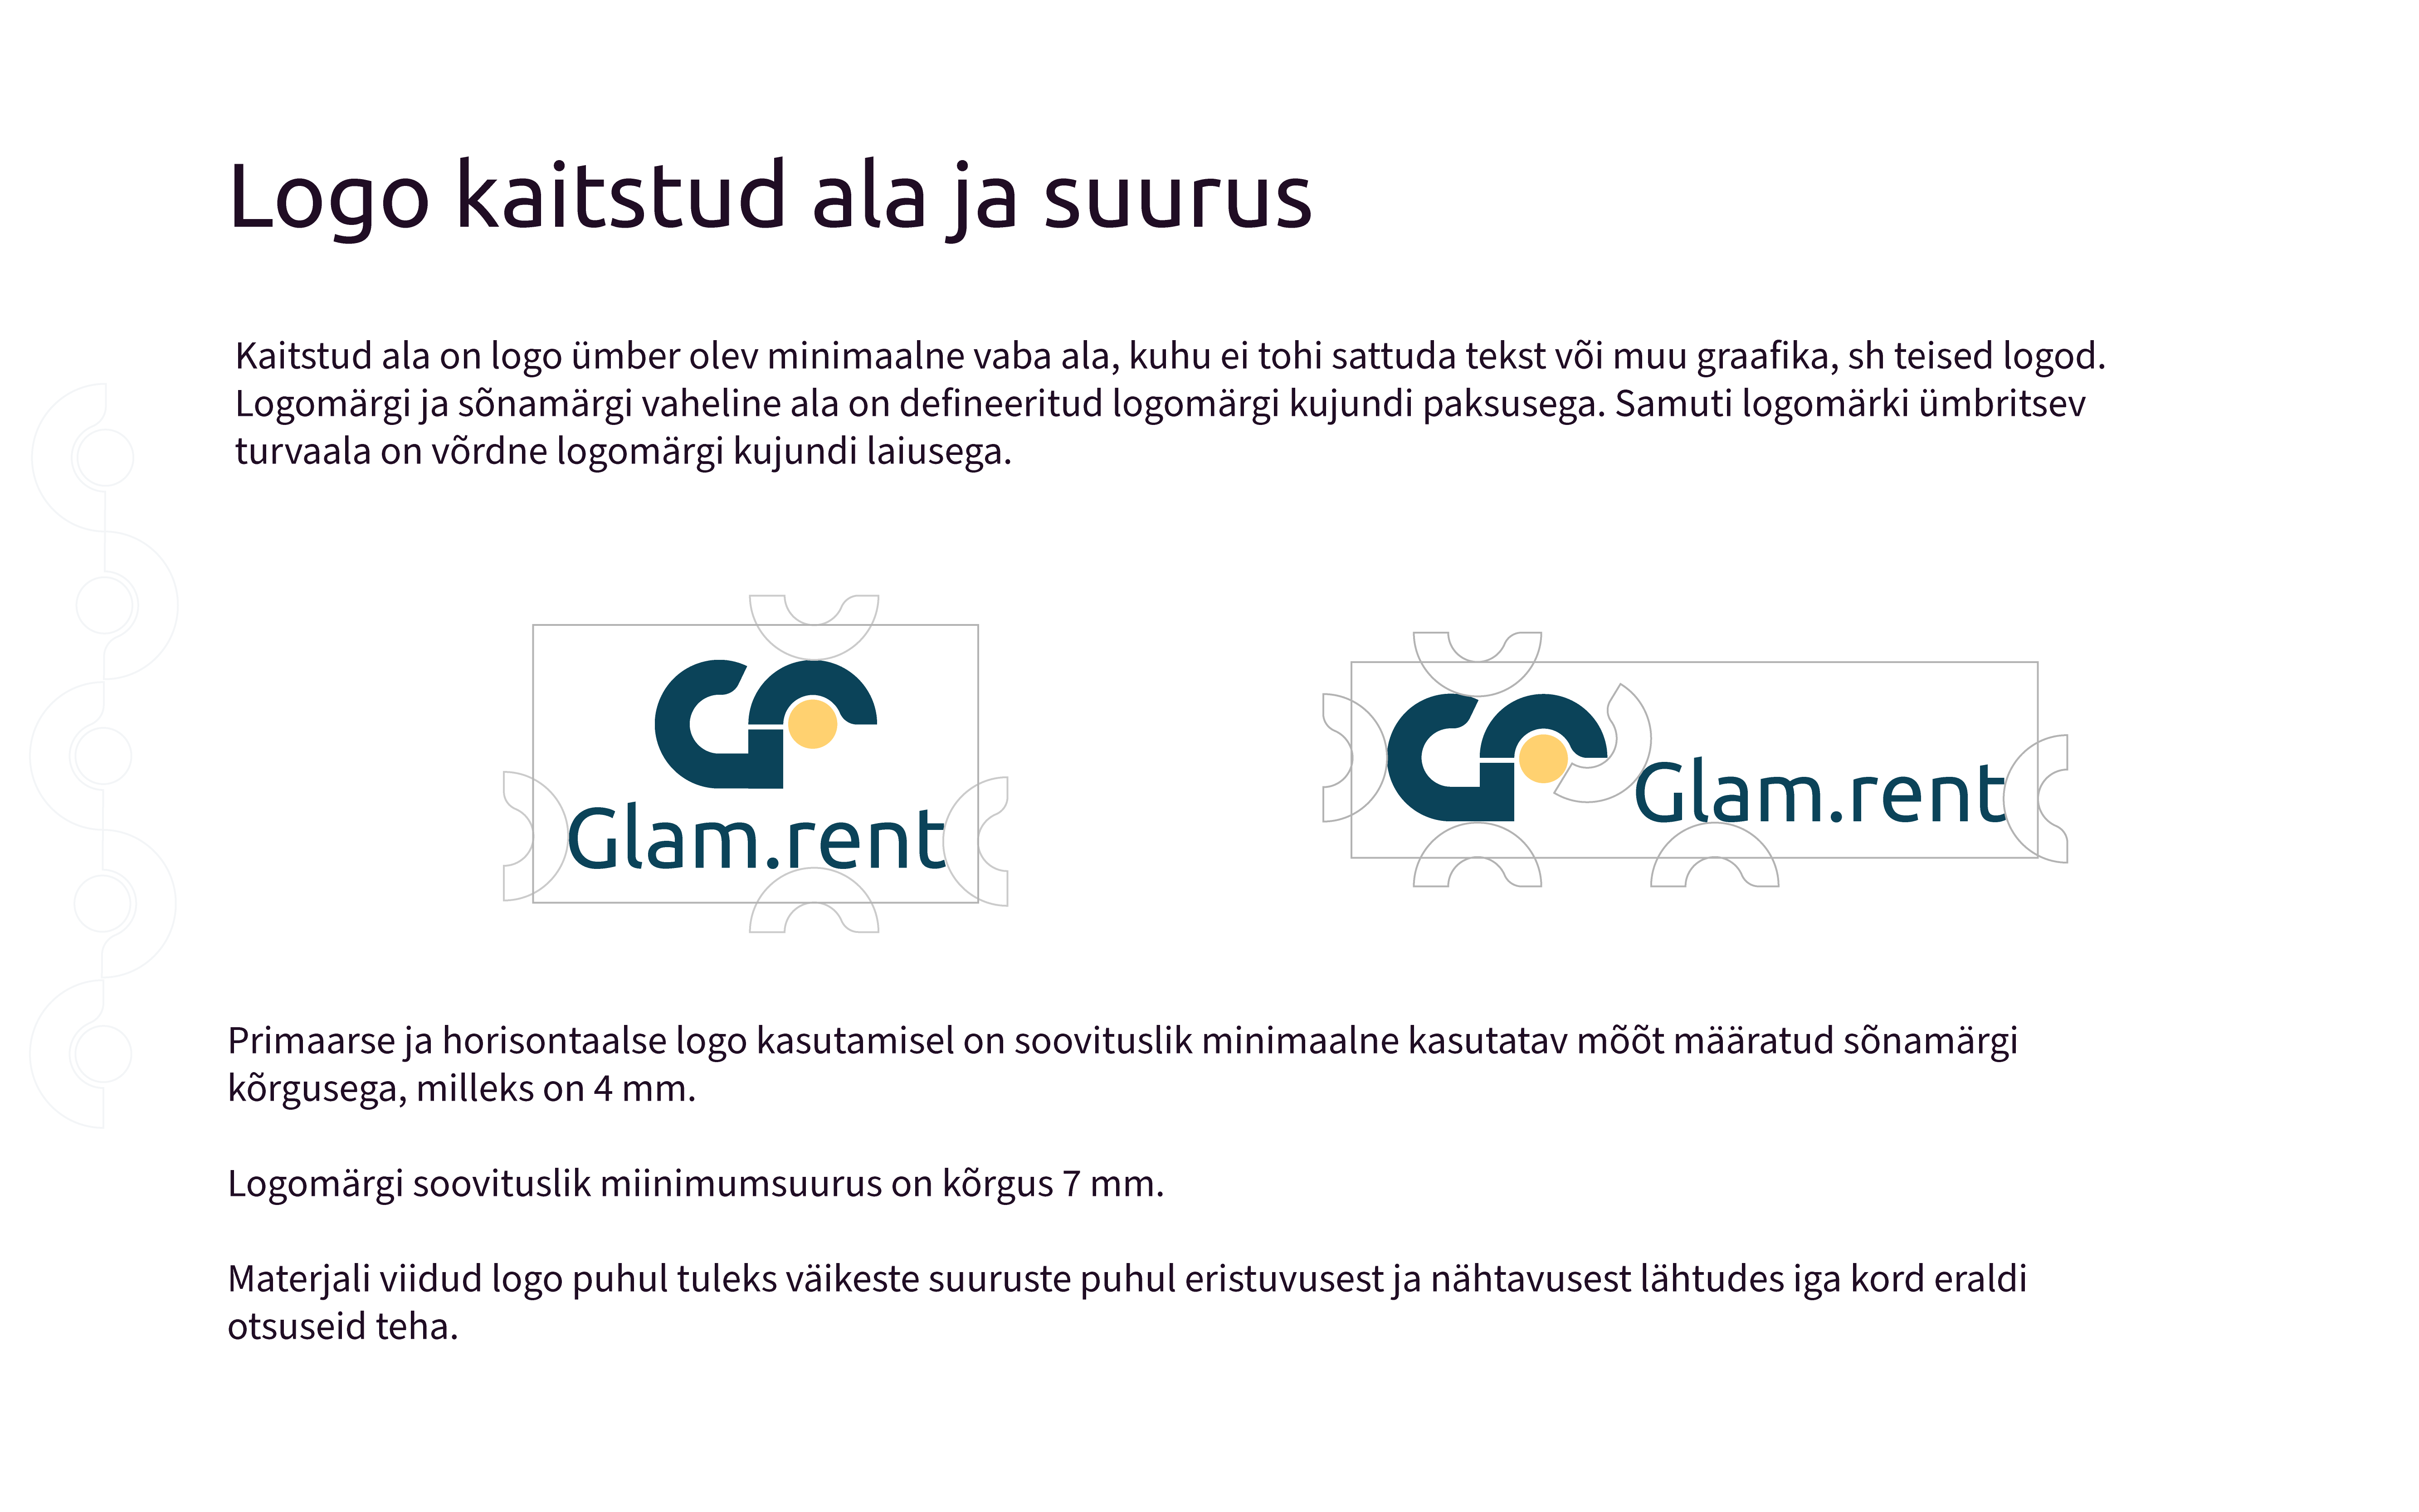 Logo kaitstud ala ja suurus
Kaitstud ala on logo ümber olev minimaalne vaba ala, kuhu ei tohi sattuda tekst või muu graafika, sh teised logod.
Logomärgi ja sõnamärgi vaheline ala on defineeritud logomärgi kujundi paksusega. Samuti logomärki ümbritsev
turvaala on võrdne logomärgi kujundi laiusega.
Glam.rent
Glam.rent
Primaarse ja horisontaalse logo kasutamisel on soovituslik minimaalne kasutatav mõõt määratud sõnamärgi
kõrgusega, milleks on 4 mm.
Logomärgi soovituslik miinimumsuurus on kõrgus 7 mm.
Materjali viidud logo puhul tuleks väikeste suuruste puhul eristuvusest ja nähtavusest lähtudes iga kord eraldi
otsuseid teha.